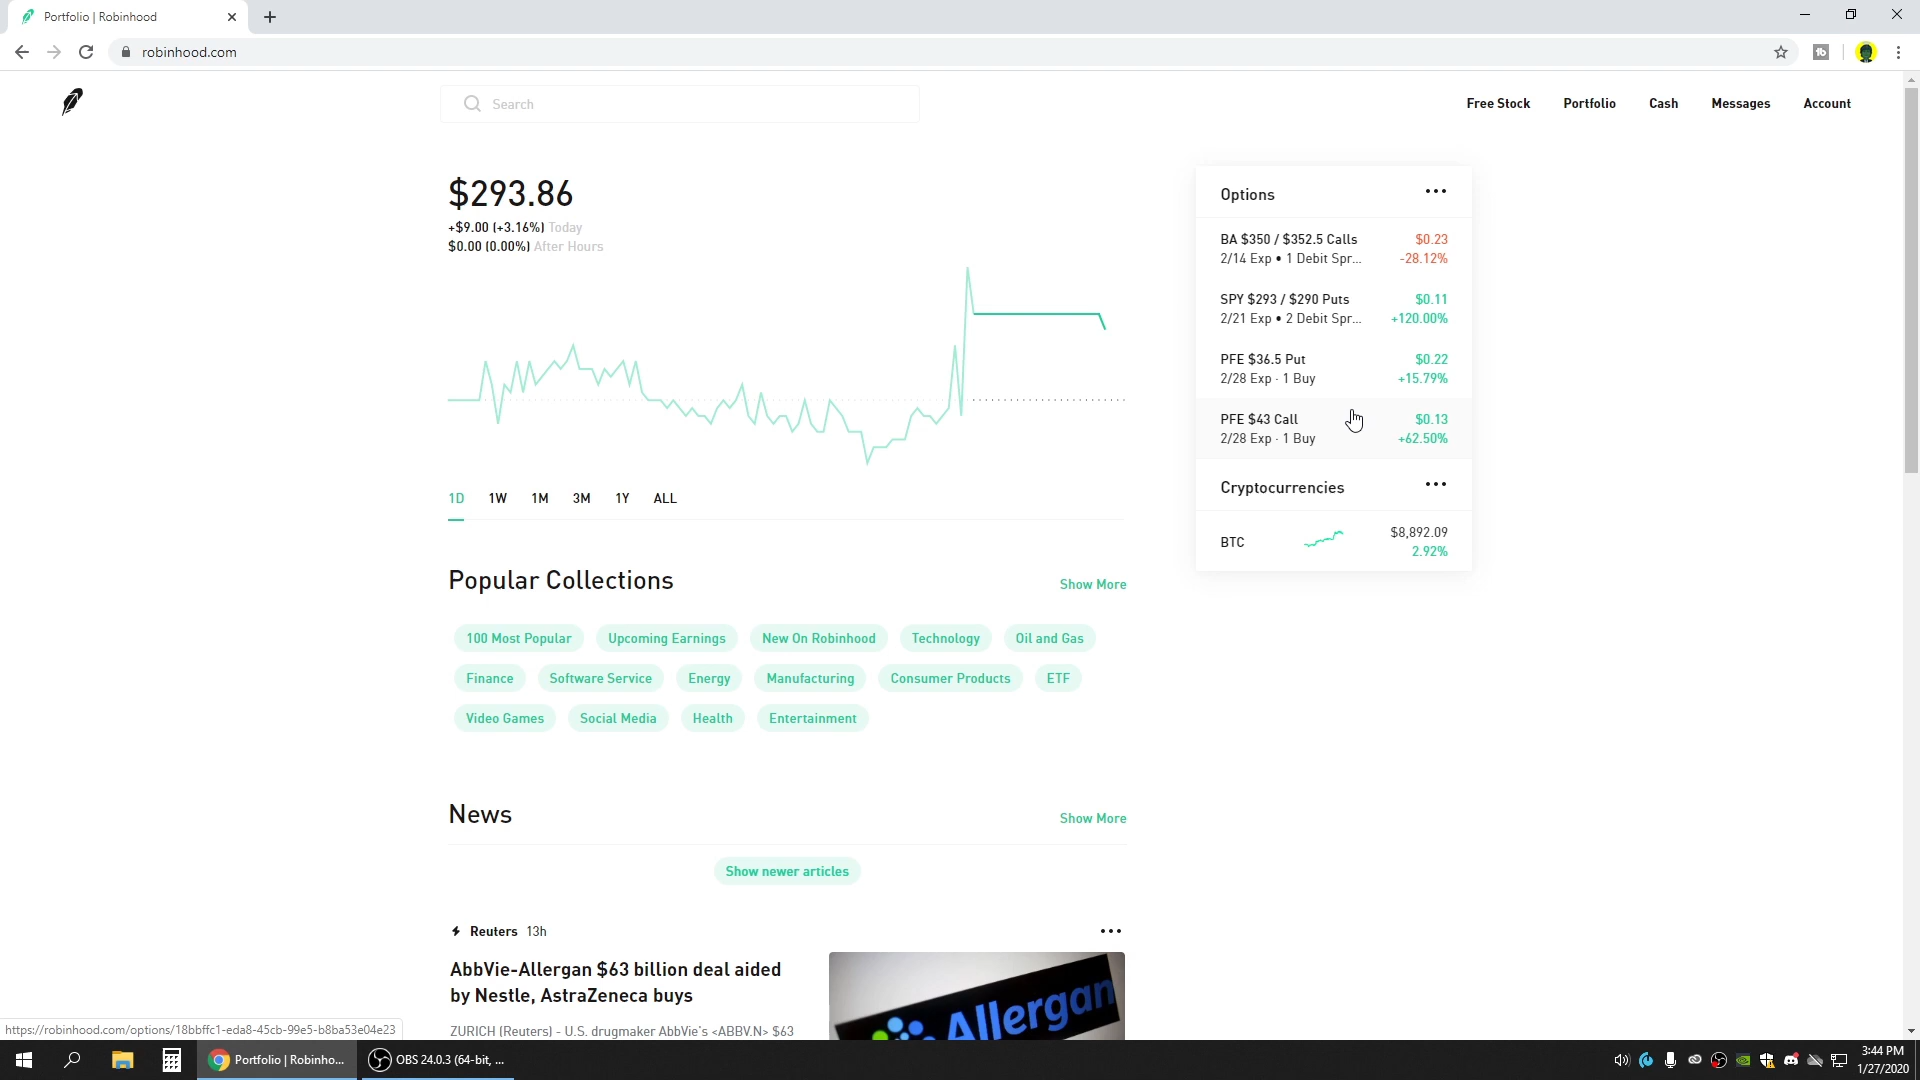 Portfolio | Robinhood
robinhood.com
Search
Free Stock
Portfolio
Cash
Messages
Account
$293.86
+$9.00 (+3.16%) Today
$0.00 (0.00%) After Hours
1D
1W
1M
3M
1Y
ALL
Options
BA $350 / $352.5 Calls
$0.23
2/14 Exp • 1 Debit Spr...
-28.12%
SPY $293 / $290 Puts
$0.11
2/21 Exp • 2 Debit Spr...
+120.00%
PFE $36.5 Put
$0.22
2/28 Exp · 1 Buy
+15.79%
PFE $43 Call
$0.13
2/28 Exp · 1 Buy
+62.50%
Cryptocurrencies
BTC
$8,892.09
2.92%
Popular Collections
Show More
100 Most Popular
Upcoming Earnings
New On Robinhood
Technology
Oil and Gas
Finance
Software Service
Energy
Manufacturing
Consumer Products
ETF
Video Games
Social Media
Health
Entertainment
News
Show More
Show newer articles
Reuters 13h
AbbVie-Allergan $63 billion deal aided
by Nestle, AstraZeneca buys
ZURICH (Reuters) - U.S. drugmaker AbbVie's <ABBV.N> $63
Allergan
https://robinhood.com/options/18bbffc1-eda8-45cb-99e5-b8ba53e04e23
Portfolio | Robinho...
OBS 24.0.3 (64-bit, ...
3:44 PM
1/27/2020